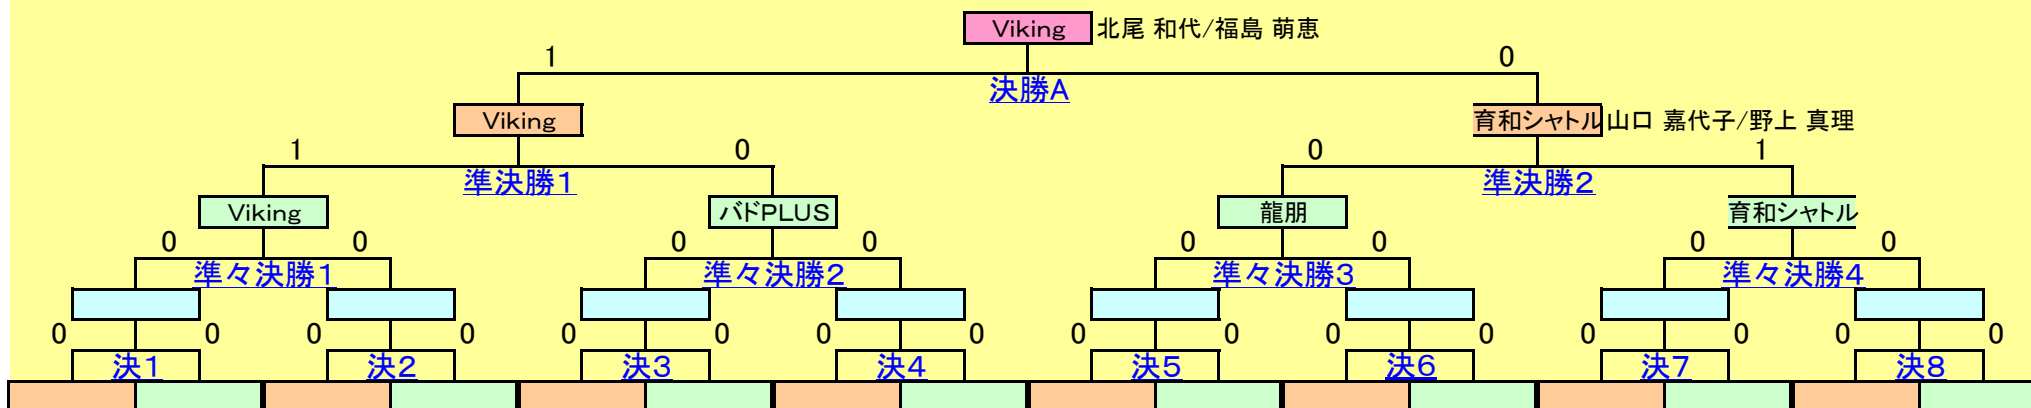 Viking 北尾 和代/福島 萌恵
1 0
決勝A
Viking 育和シャトル 山口 嘉代子/野上 真理
1 0 0 1
準決勝1 準決勝2
Viking バドPLUS 龍朋 育和シャトル
0 0 0 0 0 0 0 0
準々決勝1 準々決勝2 準々決勝3 準々決勝4
0 0 0 0 0 0 0 0 0 0 0 0 0 0 0 0
決1 決2 決3 決4 決5 決6 決7 決8